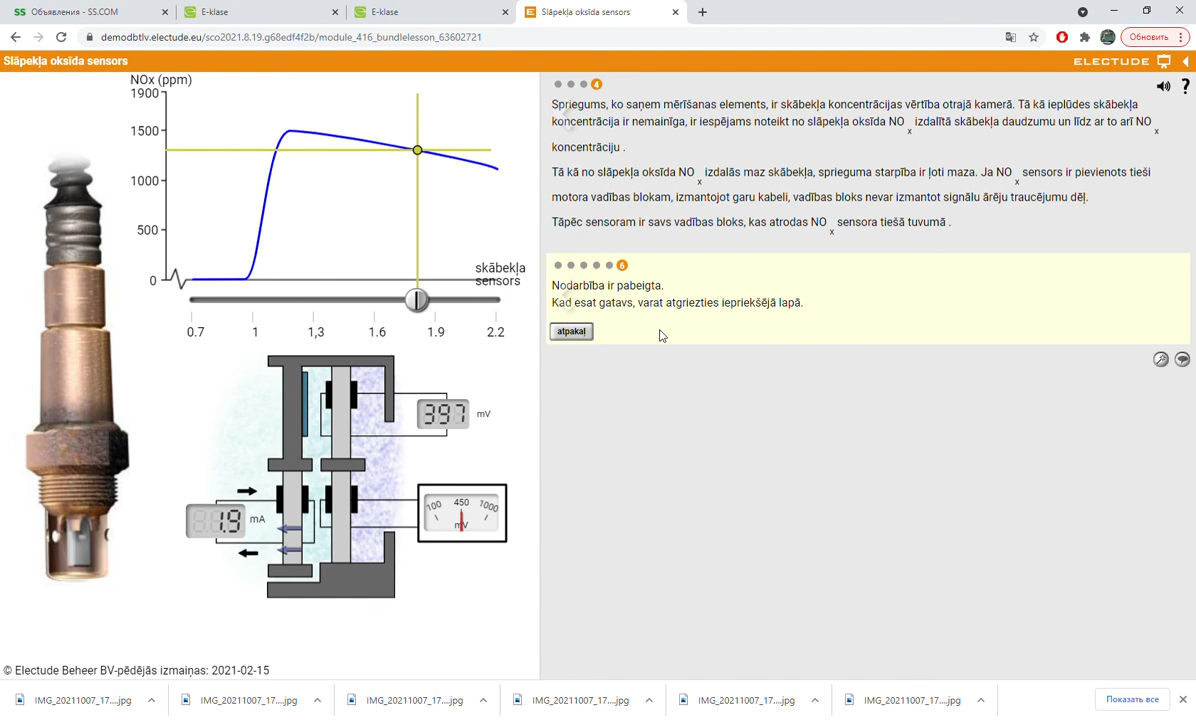 SS Объявления - SS.COM
E-klase
E-klase
Slāpekļa oksīda sensors
demodbtlv.electude.eu/sco2021.8.19.g68edf4f2b/module_416_bundlelesson_63602721
Обновить
Slāpekļa oksīda sensors
ELECTUDE
NOx (ppm)
1900
1500
1000
500
0
skābekļa
sensors
0.7 1 1,3 1.6 1.9 2.2
397 mV
1.9 mA
100 450 1000
mV
4
Spriegums, ko saņem mērīšanas elements, ir skābekļa koncentrācijas vērtība otrajā kamerā. Tā kā ieplūdes skābekļa
koncentrācija ir nemainīga, ir iespējams noteikt no slāpekļa oksīda NO x izdalītā skābekļa daudzumu un līdz ar to arī NO x
koncentrāciju .
Tā kā no slāpekļa oksīda NO x izdalās maz skābekļa, sprieguma starpība ir ļoti maza. Ja NO x sensors ir pievienots tieši
motora vadības blokam, izmantojot garu kabeli, vadības bloks nevar izmantot signālu ārēju traucējumu dēļ.
Tāpēc sensoram ir savs vadības bloks, kas atrodas NO x sensora tiešā tuvumā .
6
Nodarbība ir pabeigta.
Kad esat gatavs, varat atgriezties iepriekšējā lapā.
atpakaļ
© Electude Beheer BV-pēdējās izmaiņas: 2021-02-15
IMG_20211007_17....jpg
IMG_20211007_17....jpg
IMG_20211007_17....jpg
IMG_20211007_17....jpg
IMG_20211007_17....jpg
IMG_20211007_17....jpg
Показать все